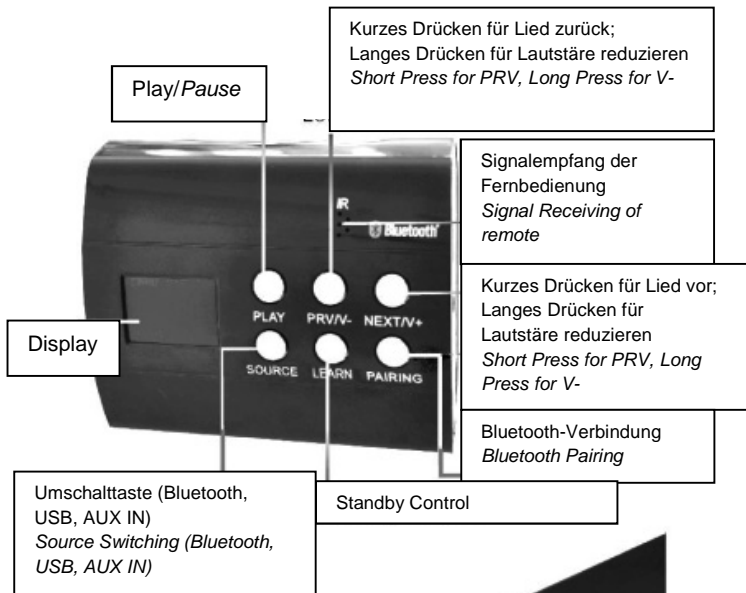 Kurzes Drücken für Lied zurück;
Langes Drücken für Lautstäre reduzieren
Short Press for PRV, Long Press for V-
Play/Pause
Signalempfang der
Fernbedienung
Signal Receiving of
remote
IR
Bluetooth
Kurzes Drücken für Lied vor;
Langes Drücken für
Lautstäre reduzieren
Short Press for PRV, Long
Press for V-
Display
PLAY PRV/V- NEXT/V+
SOURCE LEARN PAIRING
Bluetooth-Verbindung
Bluetooth Pairing
Umschalttaste (Bluetooth,
USB, AUX IN)
Source Switching (Bluetooth,
USB, AUX IN)
Standby Control